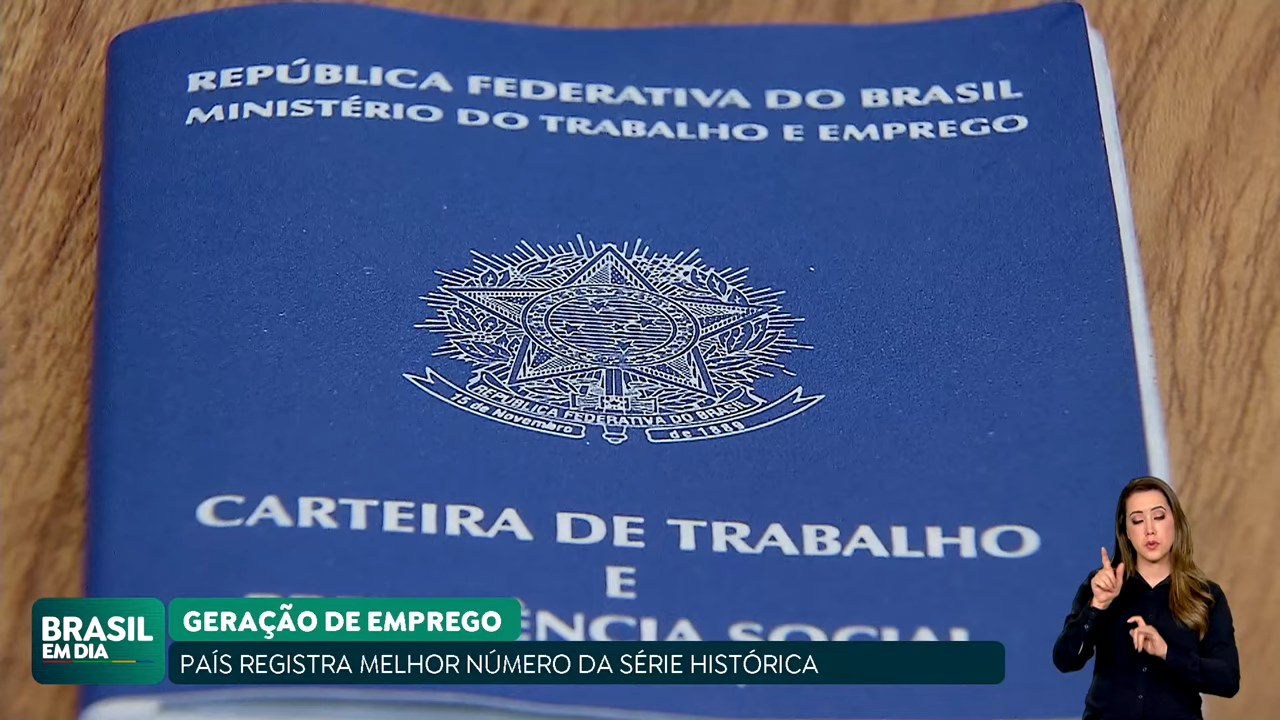 REPÚBLICA FEDERATIVA DO BRASIL
MINISTÉRIO DO TRABALHO E EMPREGO
REPÚBLICA FEDERATIVA DO BRASIL
15 de Novembro de 1889
CARTEIRA DE TRABALHO
E
SOCIAL
BRASIL
EM DIA
GERAÇÃO DE EMPREGO
PAÍS REGISTRA MELHOR NÚMERO DA SÉRIE HISTÓRICA